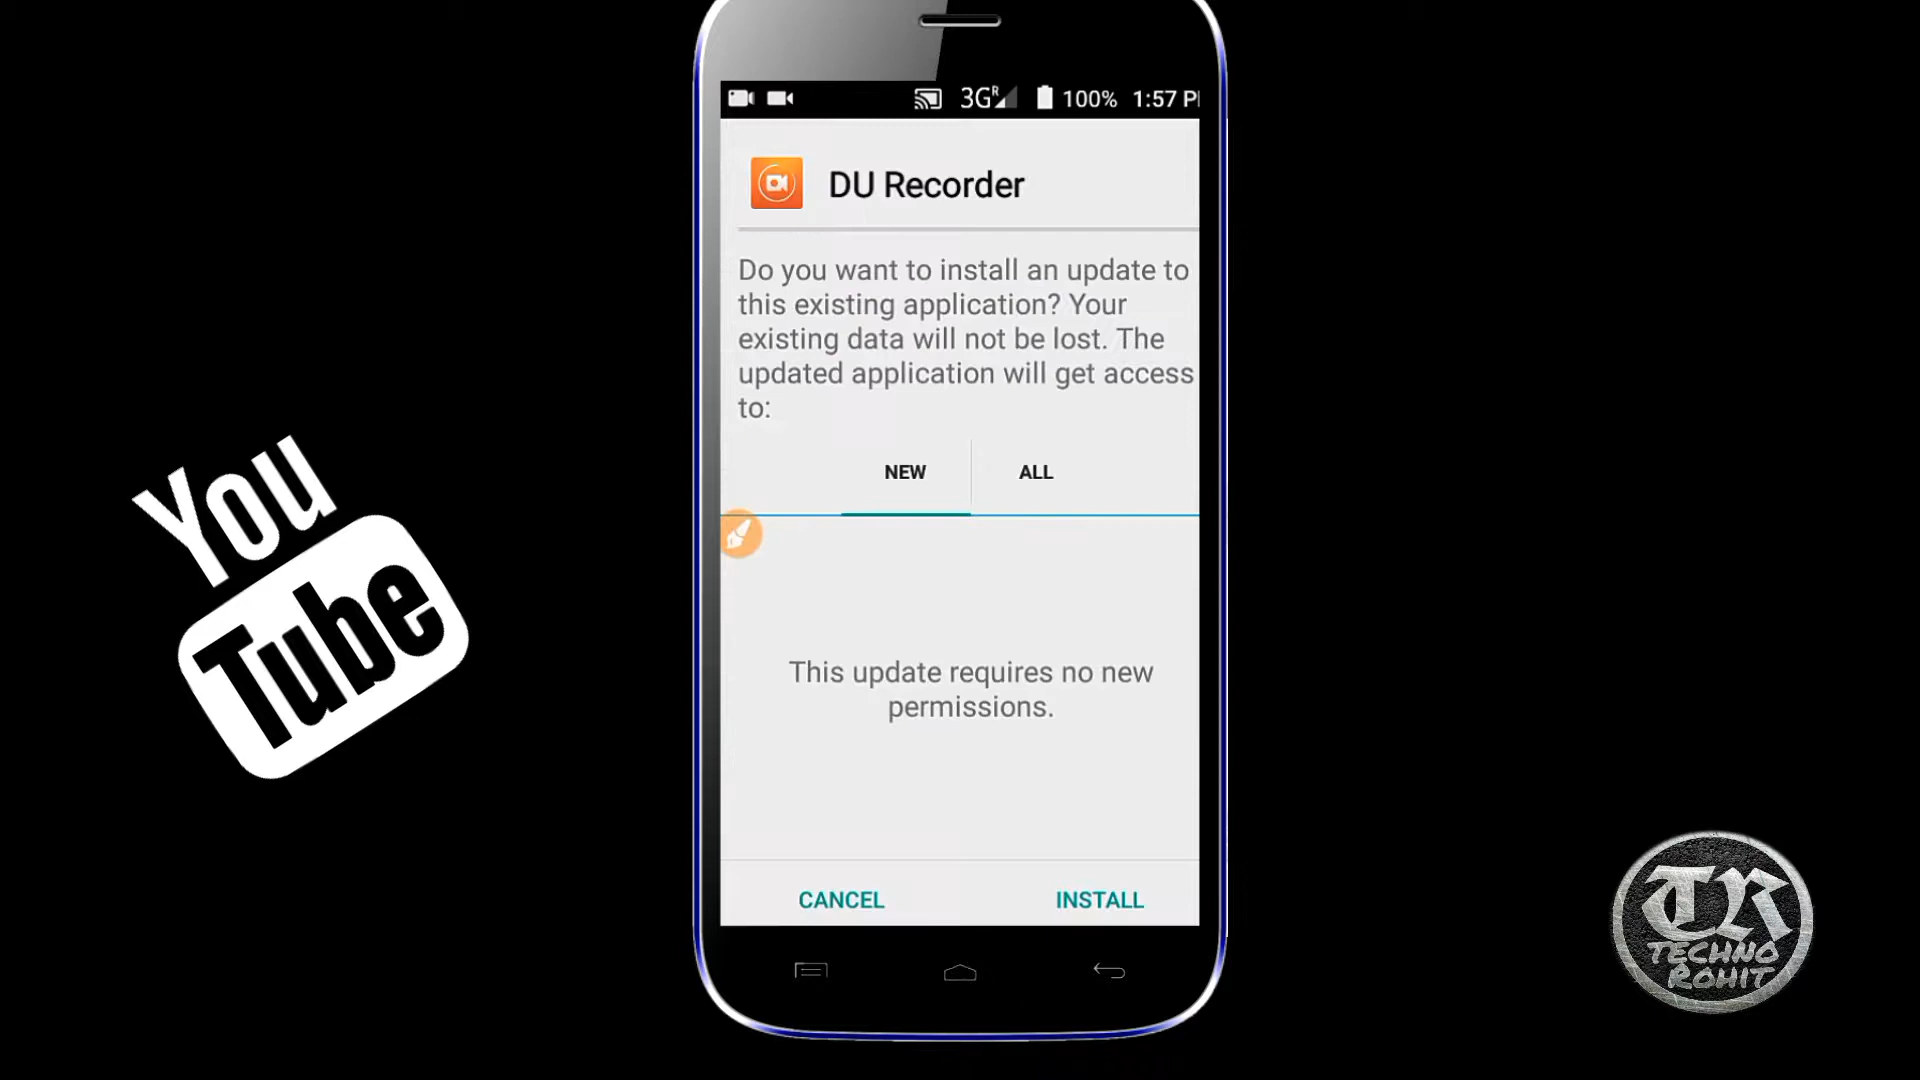 3G R 100% 1:57 P
DU Recorder
Do you want to install an update to
this existing application? Your
existing data will not be lost. The
updated application will get access
to:
NEW ALL
This update requires no new
permissions.
CANCEL INSTALL
You
Tube
TR
TECHNO
ROHIT